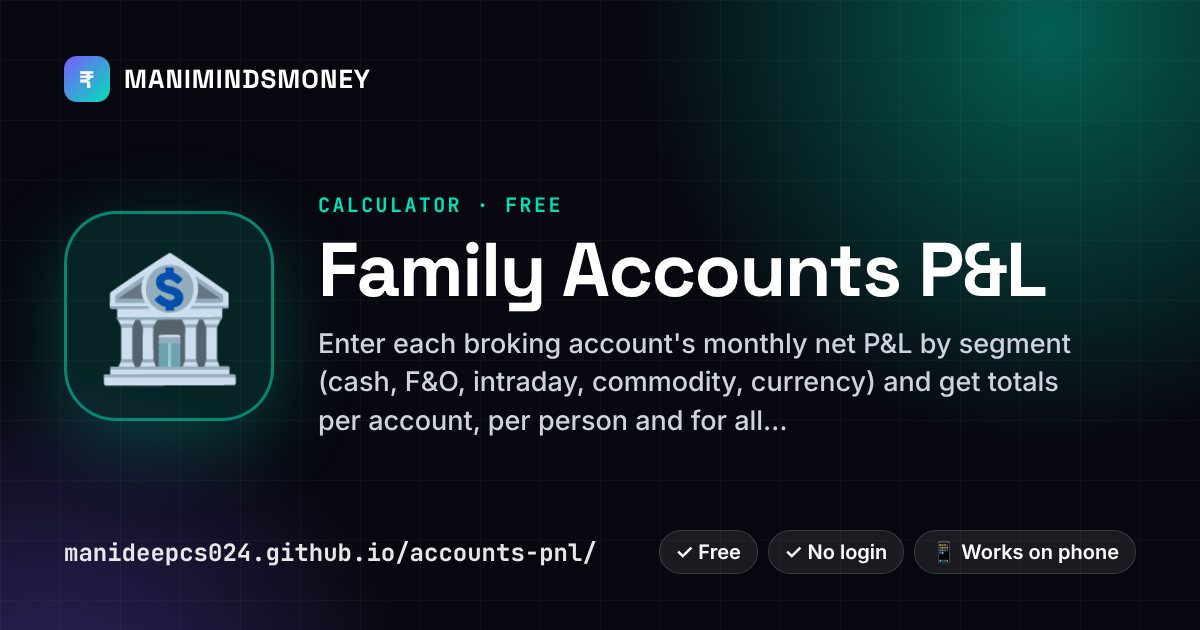 ₹ MANIMINDSMONEY
CALCULATOR · FREE
$
Family Accounts P&L
Enter each broking account's monthly net P&L by segment
(cash, F&O, intraday, commodity, currency) and get totals
per account, per person and for all…
manideepcs024.github.io/accounts-pnl/
✓ Free
✓ No login
📱 Works on phone